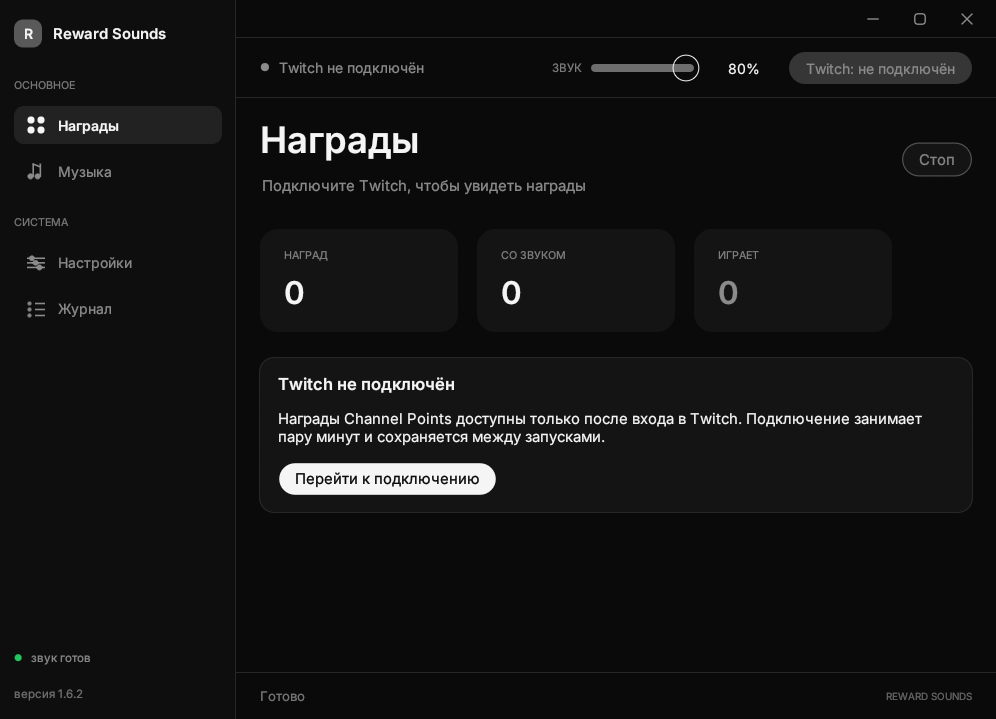 R Reward Sounds
ОСНОВНОЕ
Награды
Музыка
СИСТЕМА
Настройки
Журнал
звук готов
версия 1.6.2
Twitch не подключён
ЗВУК
80%
Twitch: не подключён
Награды
Подключите Twitch, чтобы увидеть награды
Стоп
НАГРАД
0
СО ЗВУКОМ
0
ИГРАЕТ
0
Twitch не подключён
Награды Channel Points доступны только после входа в Twitch. Подключение занимает
пару минут и сохраняется между запусками.
Перейти к подключению
Готово
REWARD SOUNDS